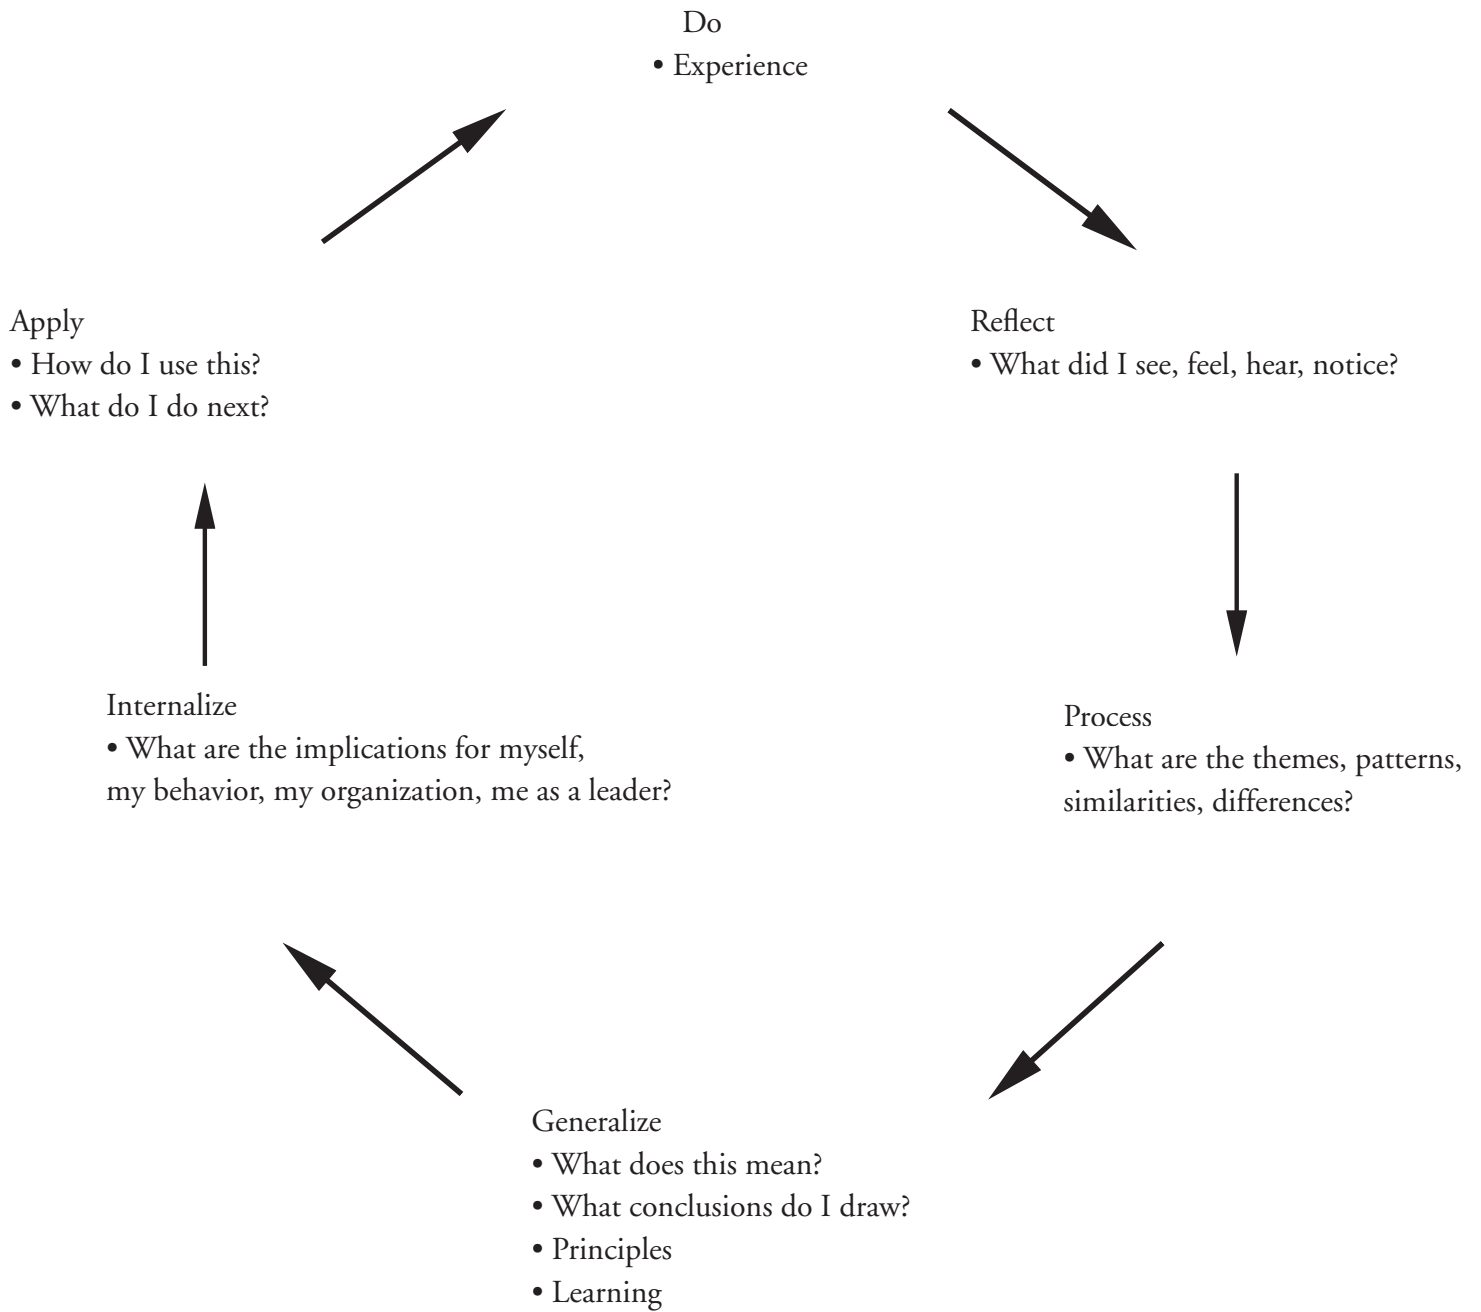 Do
• Experience
Reflect
• What did I see, feel, hear, notice?
Process
• What are the themes, patterns,
similarities, differences?
Generalize
• What does this mean?
• What conclusions do I draw?
• Principles
• Learning
Internalize
• What are the implications for myself,
my behavior, my organization, me as a leader?
Apply
• How do I use this?
• What do I do next?